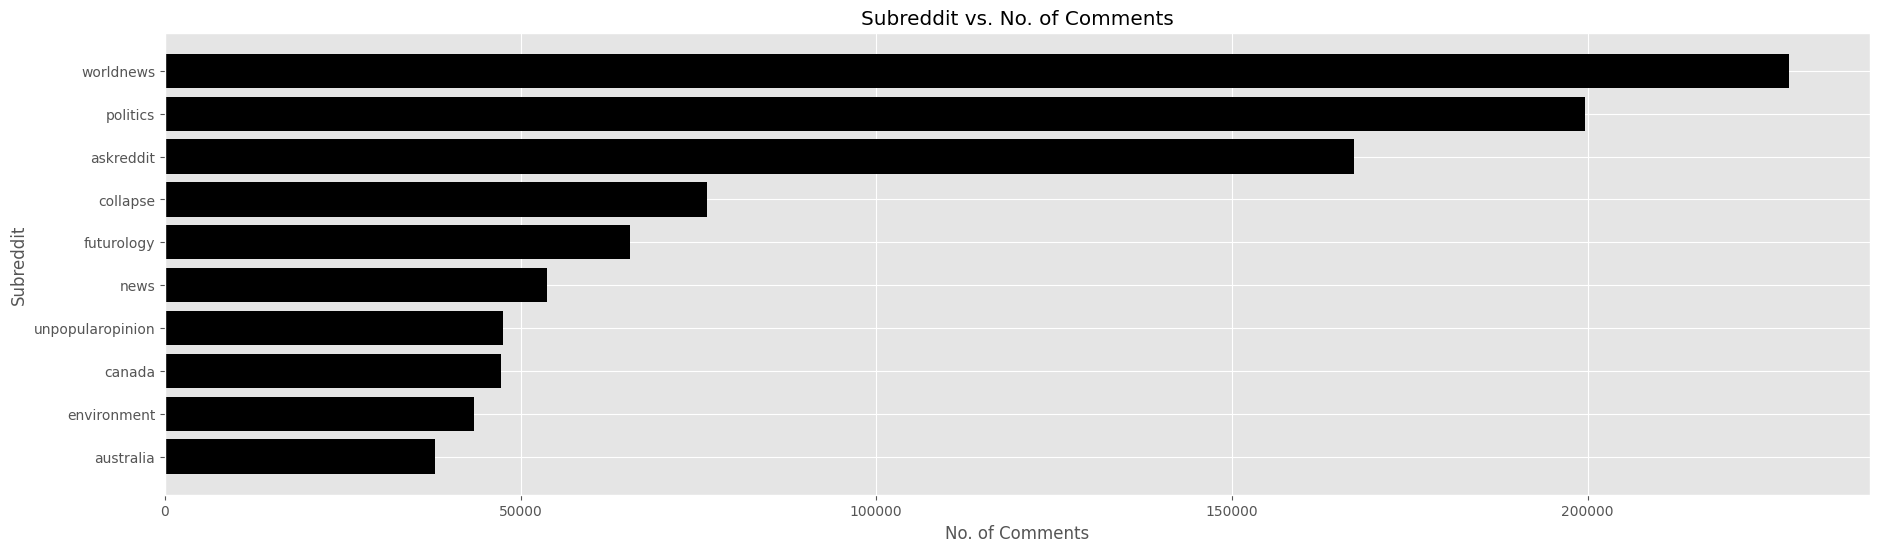 Subreddit vs. No. of Comments
Subreddit
worldnews
politics
askreddit
collapse
futurology
news
unpopularopinion
canada
environment
australia
0 50000 100000 150000 200000
No. of Comments